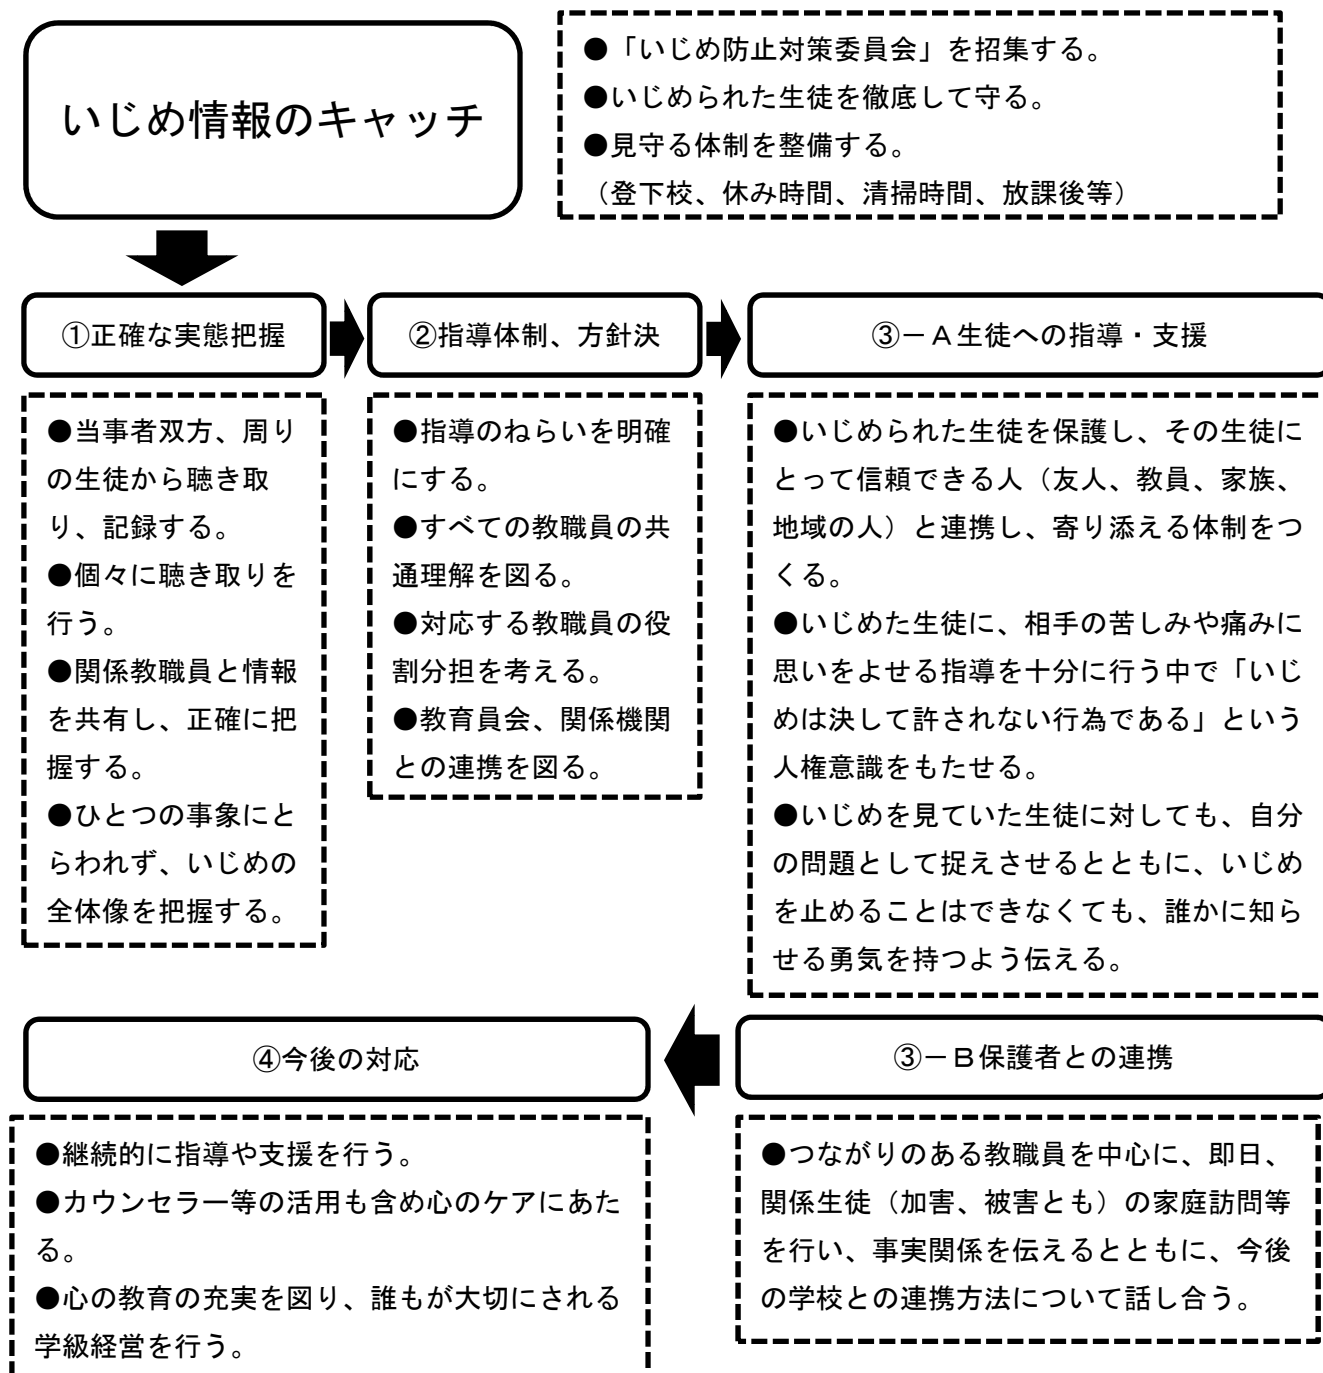 いじめ情報のキャッチ
●「いじめ防止対策委員会」を招集する。
●いじめられた生徒を徹底して守る。
●見守る体制を整備する。
（登下校、休み時間、清掃時間、放課後等）
①正確な実態把握
●当事者双方、周り
の生徒から聴き取
り、記録する。
●個々に聴き取りを
行う。
●関係教職員と情報
を共有し、正確に把
握する。
●ひとつの事象にと
らわれず、いじめの
全体像を把握する。
②指導体制、方針決
●指導のねらいを明確
にする。
●すべての教職員の共
通理解を図る。
●対応する教職員の役
割分担を考える。
●教育員会、関係機関
との連携を図る。
③－Ａ生徒への指導・支援
●いじめられた生徒を保護し、その生徒に
とって信頼できる人（友人、教員、家族、
地域の人）と連携し、寄り添える体制をつ
くる。
●いじめた生徒に、相手の苦しみや痛みに
思いをよせる指導を十分に行う中で「いじ
めは決して許されない行為である」という
人権意識をもたせる。
●いじめを見ていた生徒に対しても、自分
の問題として捉えさせるとともに、いじめ
を止めることはできなくても、誰かに知ら
せる勇気を持つよう伝える。
③－Ｂ保護者との連携
●つながりのある教職員を中心に、即日、
関係生徒（加害、被害とも）の家庭訪問等
を行い、事実関係を伝えるとともに、今後
の学校との連携方法について話し合う。
④今後の対応
●継続的に指導や支援を行う。
●カウンセラー等の活用も含め心のケアにあた
る。
●心の教育の充実を図り、誰もが大切にされる
学級経営を行う。